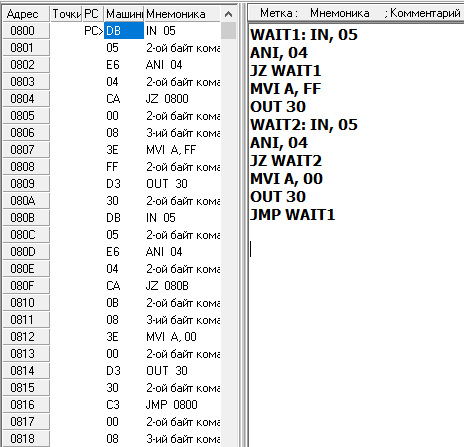 Адрес Точки PC Машинн Мнемоника
0800 PC> DB IN 05
0801 05 2-ой байт кома
0802 E6 ANI 04
0803 04 2-ой байт кома
0804 CA JZ 0800
0805 00 2-ой байт кома
0806 08 3-ий байт кома
0807 3E MVI A, FF
0808 FF 2-ой байт кома
0809 D3 OUT 30
080A 30 2-ой байт кома
080B DB IN 05
080C 05 2-ой байт кома
080D E6 ANI 04
080E 04 2-ой байт кома
080F CA JZ 080B
0810 0B 2-ой байт кома
0811 08 3-ий байт кома
0812 3E MVI A, 00
0813 00 2-ой байт кома
0814 D3 OUT 30
0815 30 2-ой байт кома
0816 C3 JMP 0800
0817 00 2-ой байт кома
0818 08 3-ий байт кома
Метка : Мнемоника ; Комментарий
WAIT1: IN, 05
ANI, 04
JZ WAIT1
MVI A, FF
OUT 30
WAIT2: IN, 05
ANI, 04
JZ WAIT2
MVI A, 00
OUT 30
JMP WAIT1